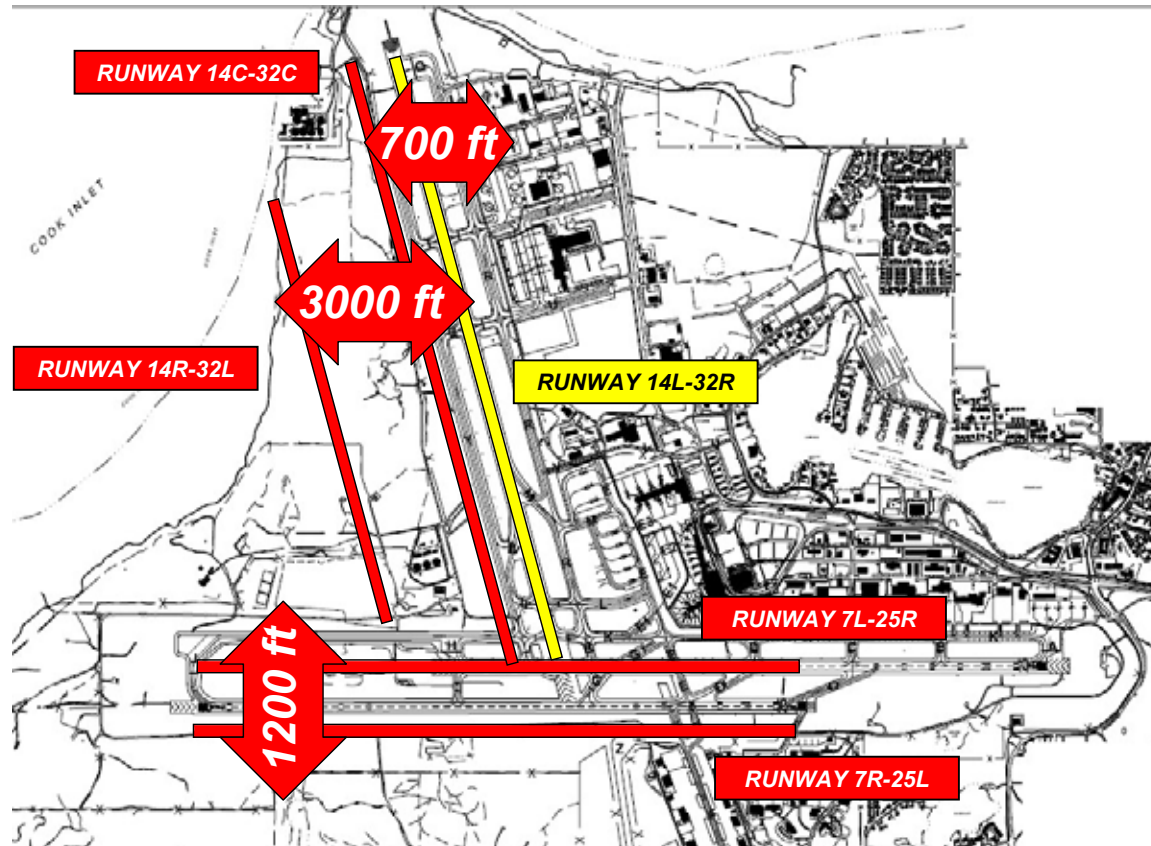 RUNWAY 14C-32C
700 ft
COOK INLET
3000 ft
RUNWAY 14R-32L
RUNWAY 14L-32R
RUNWAY 7L-25R
1200 ft
Z
RUNWAY 7R-25L